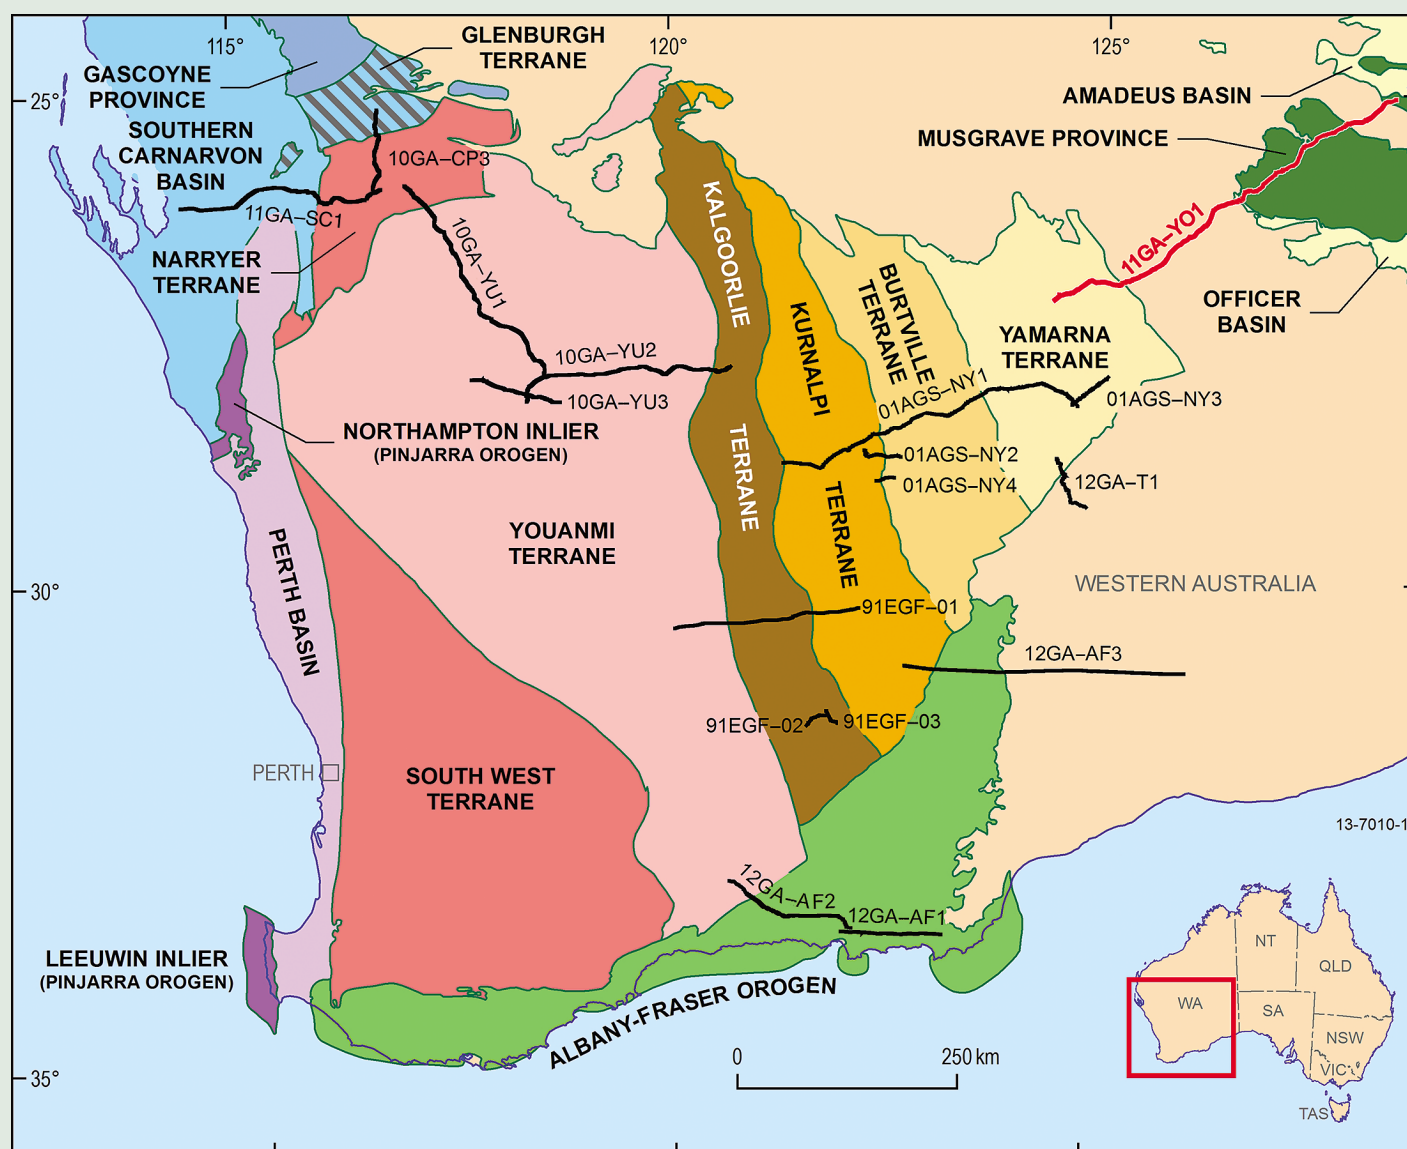 115°
120°
125°
25°
30°
35°
GLENBURGH
TERRANE
GASCOYNE
PROVINCE
SOUTHERN
CARNARVON
BASIN
10GA–CP3
11GA–SC1
NARRYER
TERRANE
10GA–YU1
10GA–YU2
10GA–YU3
AMADEUS BASIN
MUSGRAVE PROVINCE
11GA–YO1
OFFICER
BASIN
KALGOORLIE
TERRANE
KURNALPI
TERRANE
BURTVILLE
TERRANE
YAMARNA
TERRANE
01AGS–NY1
01AGS–NY3
01AGS–NY2
01AGS–NY4
12GA–T1
NORTHAMPTON INLIER
(PINJARRA OROGEN)
YOUANMI
TERRANE
PERTH BASIN
WESTERN AUSTRALIA
91EGF–01
12GA–AF3
91EGF–02
91EGF–03
PERTH
SOUTH WEST
TERRANE
13-7010-1
12GA–AF2
12GA–AF1
LEEUWIN INLIER
(PINJARRA OROGEN)
ALBANY-FRASER OROGEN
0
250 km
NT
QLD
WA
SA
NSW
VIC
TAS